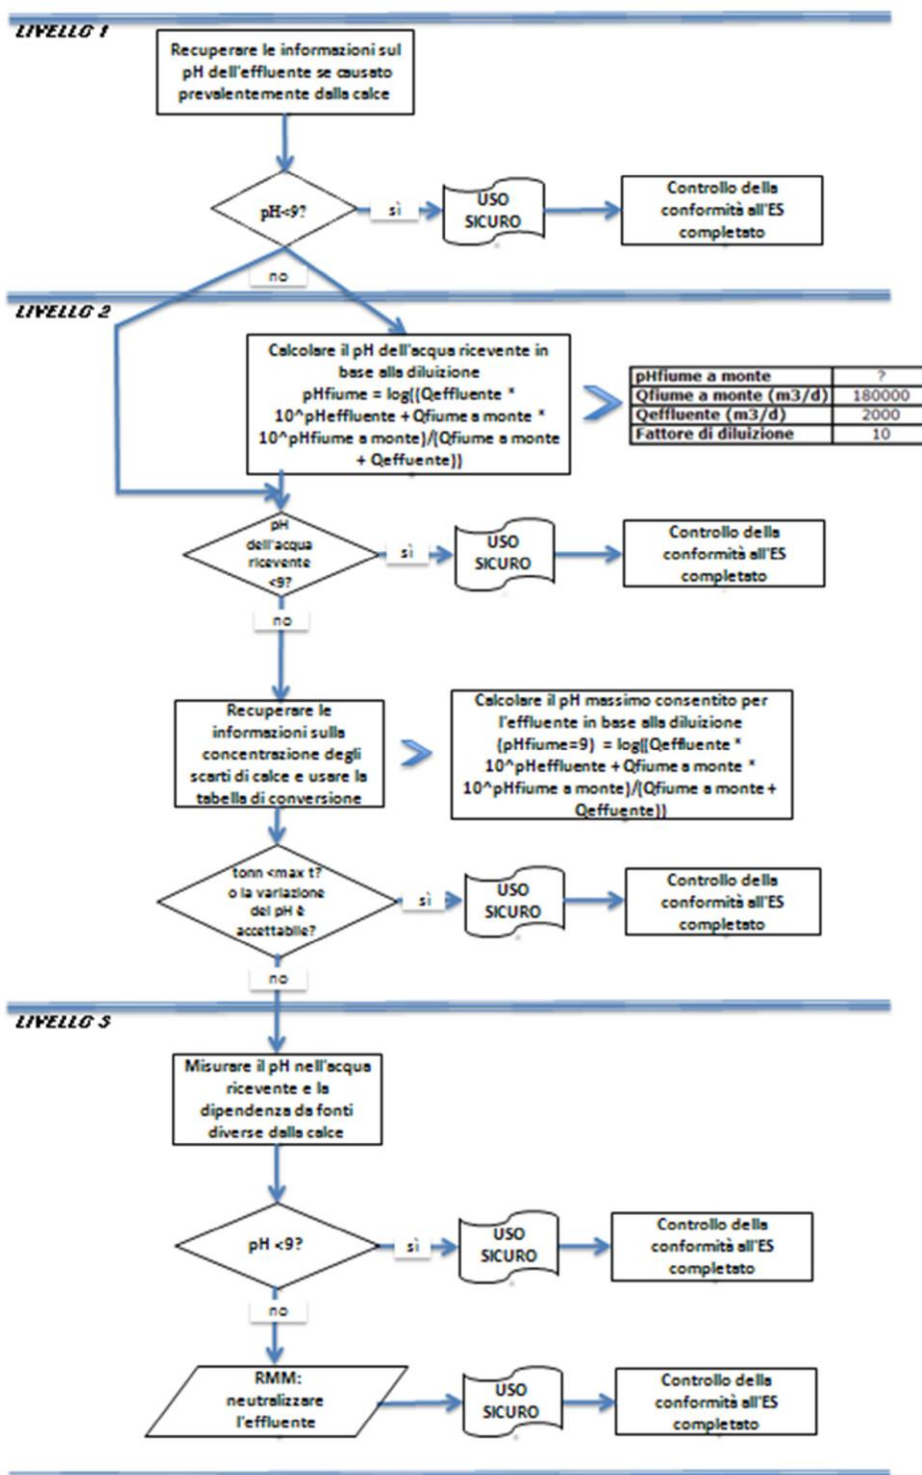 LIVELLO 1
Recuperare le informazioni sul
pH dell'effluente se causato
prevalentemente dalla calce
pH<9?
sì
USO
SICURO
Controllo della
conformità all'ES
completato
no
LIVELLO 2
Calcolare il pH dell'acqua ricevente in
base alla diluizione
pHfiume = log((Qeffluente *
10^pHeffluente + Qfiume a monte *
10^pHfiume a monte)/(Qfiume a monte
+ Qeffuente))
pHfiume a monte ?
Qfiume a monte (m3/d) 180000
Qeffluente (m3/d) 2000
Fattore di diluizione 10
pH
dell'acqua
ricevente
<9?
sì
USO
SICURO
Controllo della
conformità all'ES
completato
no
Recuperare le
informazioni sulla
concentrazione degli
scarti di calce e usare la
tabella di conversione
Calcolare il pH massimo consentito per
l'effluente in base alla diluizione
(pHfiume=9) = log((Qeffluente *
10^pHeffluente + Qfiume a monte *
10^pHfiume a monte)/(Qfiume a monte +
Qeffuente))
tonn <max t?
o la variazione
del pH è
accettabile?
sì
USO
SICURO
Controllo della
conformità all'ES
completato
no
LIVELLO 3
Misurare il pH nell'acqua
ricevente e la
dipendenza da fonti
diverse dalla calce
pH <9?
sì
USO
SICURO
Controllo della
conformità all'ES
completato
no
RMM:
neutralizzare
l'effluente
USO
SICURO
Controllo della
conformità all'ES
completato